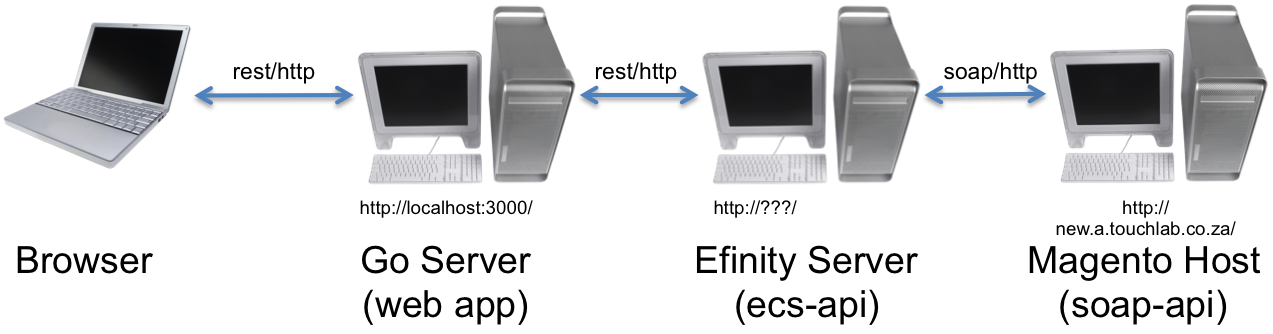 rest/http
rest/http
soap/http
http://localhost:3000/
http://???/
http://
new.a.touchlab.co.za/
Browser
Go Server
(web app)
Efinity Server
(ecs-api)
Magento Host
(soap-api)